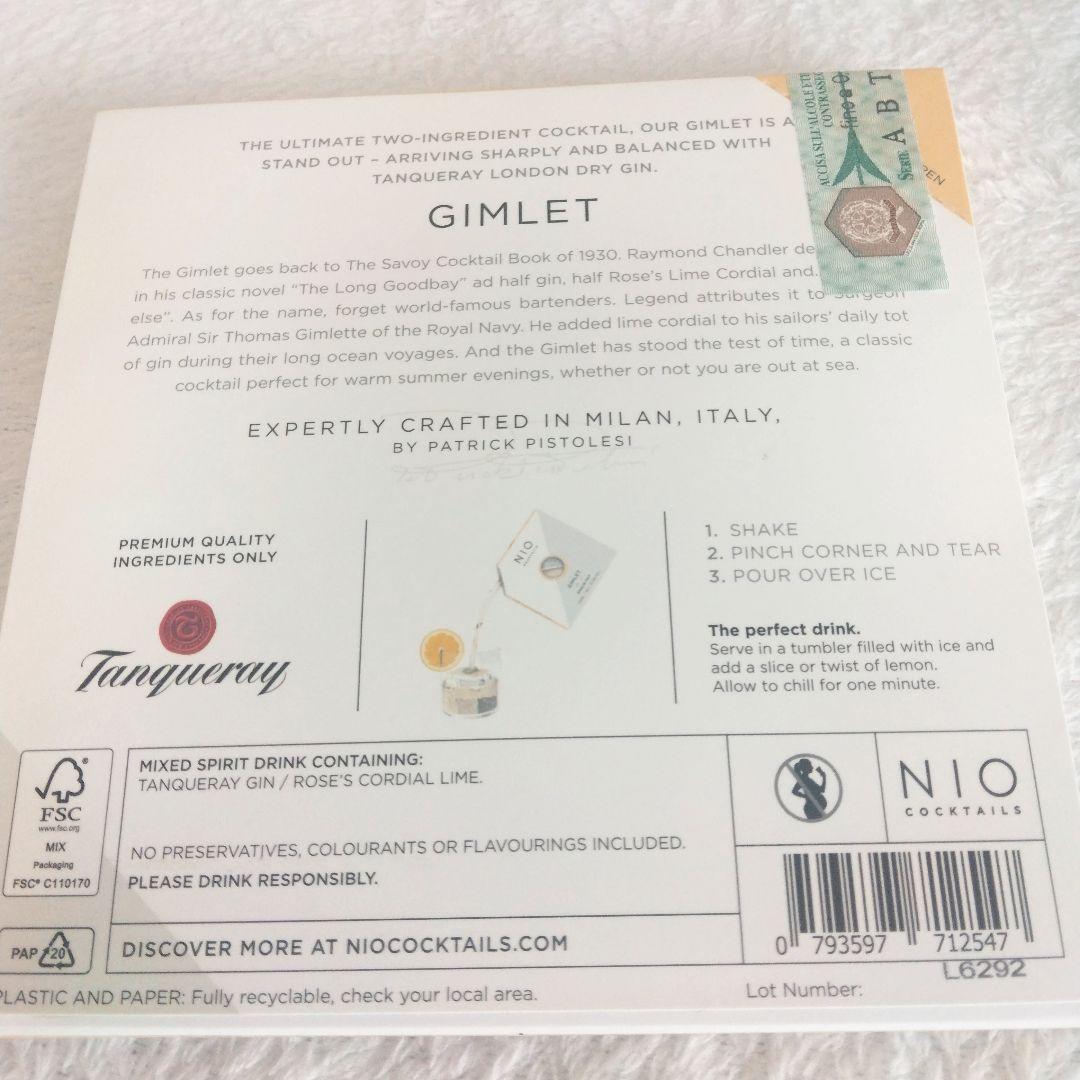 THE ULTIMATE TWO-INGREDIENT COCKTAIL, OUR GIMLET IS A
STAND OUT – ARRIVING SHARPLY AND BALANCED WITH
TANQUERAY LONDON DRY GIN.
ACCISA SULL'ALCOLE
CONTRASSE
fino a
SERIE A B T
PEN
GIMLET
The Gimlet goes back to The Savoy Cocktail Book of 1930. Raymond Chandler de
in his classic novel "The Long Goodbay" ad half gin, half Rose's Lime Cordial and.
else". As for the name, forget world-famous bartenders. Legend attributes it to Surgeon
Admiral Sir Thomas Gimlette of the Royal Navy. He added lime cordial to his sailors' daily tot
of gin during their long ocean voyages. And the Gimlet has stood the test of time, a classic
cocktail perfect for warm summer evenings, whether or not you are out at sea.
EXPERTLY CRAFTED IN MILAN, ITALY,
BY PATRICK PISTOLESI
PREMIUM QUALITY
INGREDIENTS ONLY
Tanqueray
NIO
GIMLET
1. SHAKE
2. PINCH CORNER AND TEAR
3. POUR OVER ICE
The perfect drink.
Serve in a tumbler filled with ice and
add a slice or twist of lemon.
Allow to chill for one minute.
FSC
www.fsc.org
MIX
Packaging
FSC® C110170
MIXED SPIRIT DRINK CONTAINING:
TANQUERAY GIN / ROSE'S CORDIAL LIME.
NO PRESERVATIVES, COLOURANTS OR FLAVOURINGS INCLUDED.
PLEASE DRINK RESPONSIBLY.
NIO
COCKTAILS
0 793597 712547
PAP 20
DISCOVER MORE AT NIOCOCKTAILS.COM
PLASTIC AND PAPER: Fully recyclable, check your local area.
Lot Number:
L6292